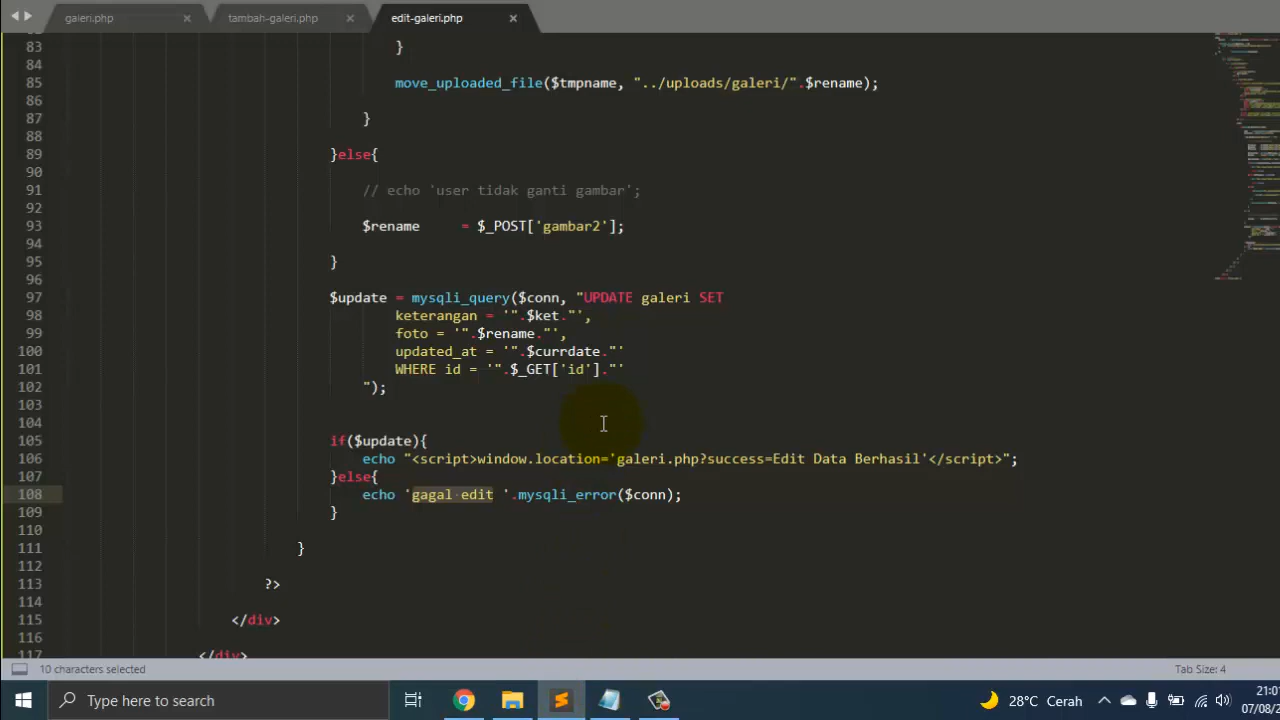 galeri.php × tambah-galeri.php × edit-galeri.php ×
83 }
84
85 move_uploaded_file($tmpname, "../uploads/galeri/".$rename);
86
87 }
88
89 }else{
90
91 // echo 'user tidak ganti gambar';
92
93 $rename = $_POST['gambar2'];
94
95 }
96
97 $update = mysqli_query($conn, "UPDATE galeri SET
98 keterangan = '".$ket."',
99 foto = '".$rename."',
100 updated_at = '".$currdate."'
101 WHERE id = '".$_GET['id']."'
102 ");
103
104
105 if($update){
106 echo "<script>window.location='galeri.php?success=Edit Data Berhasil'</script>";
107 }else{
108 echo 'gagal edit '.mysqli_error($conn);
109 }
110
111 }
112
113 ?>
114
115 </div>
116
117 </div>
10 characters selected Tab Size: 4
Type here to search 28°C Cerah 21:01
07/08/